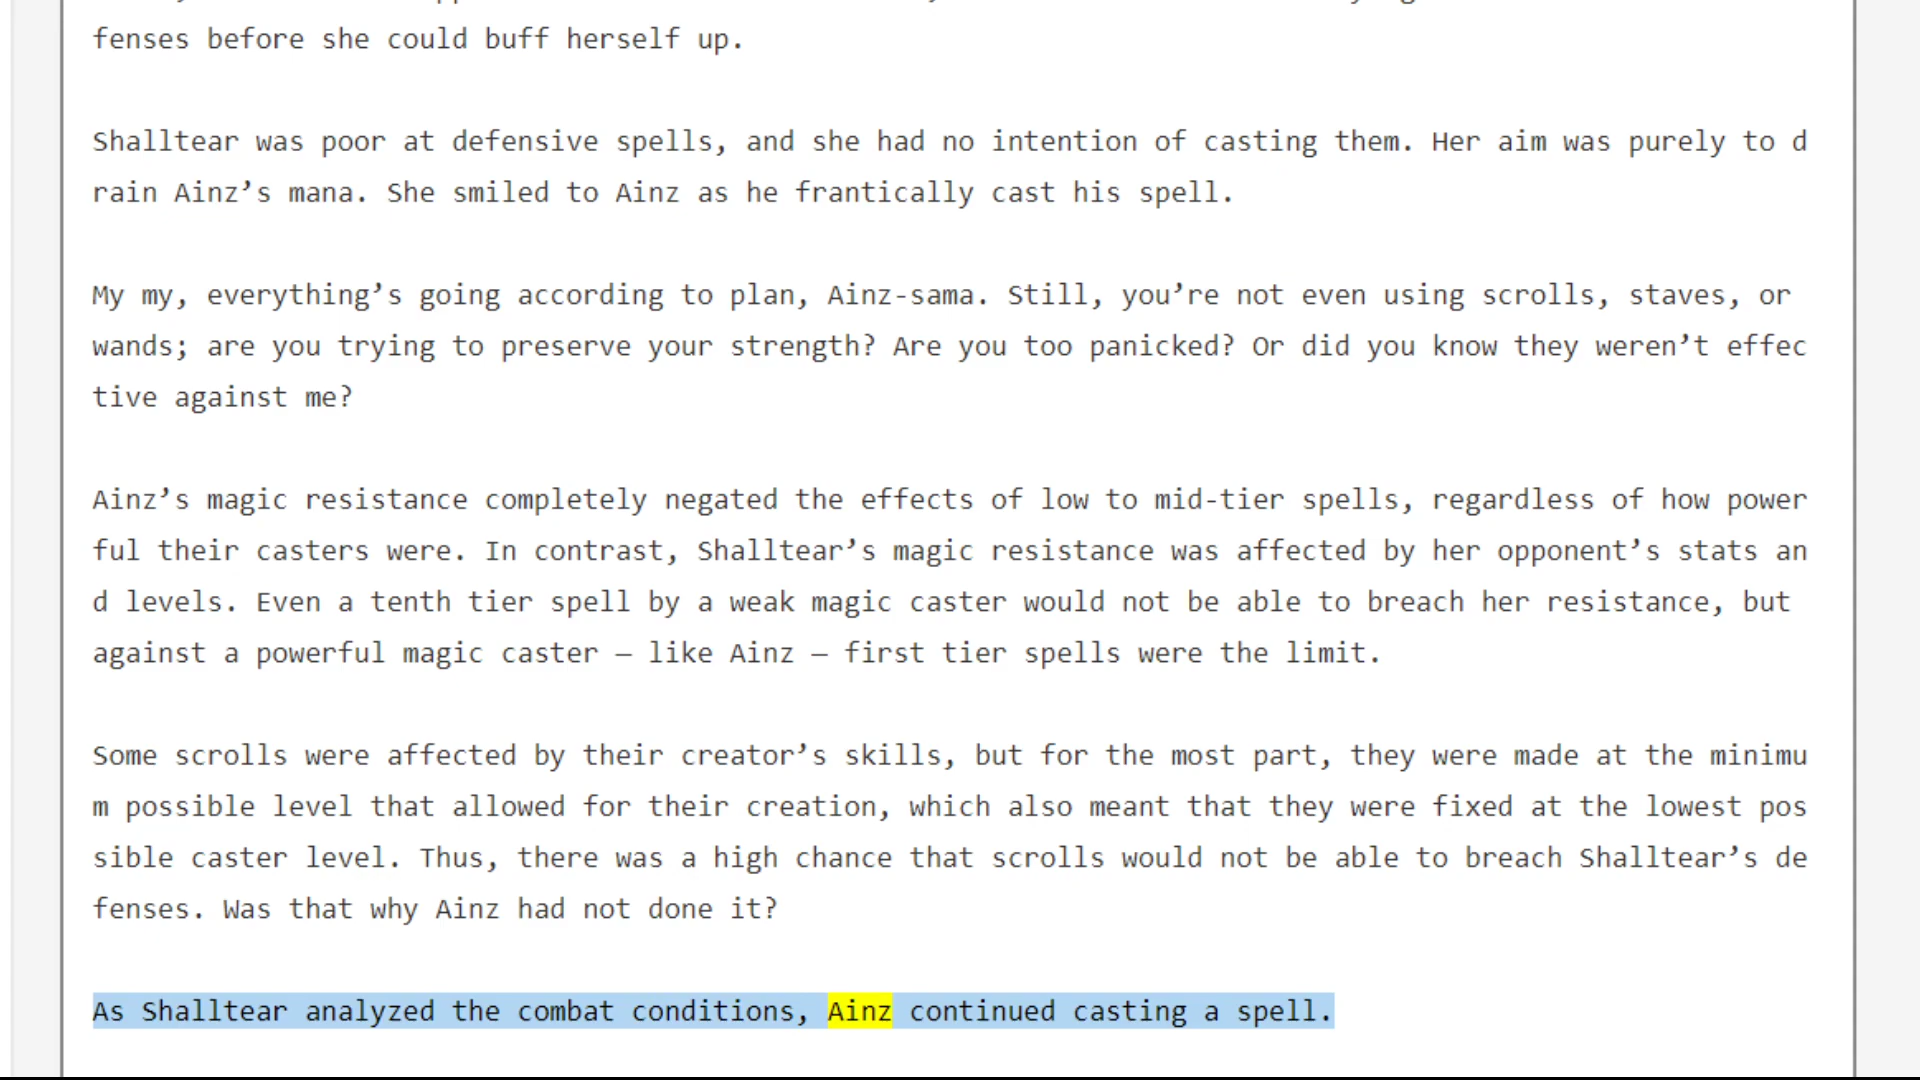 fenses before she could buff herself up.
Shalltear was poor at defensive spells, and she had no intention of casting them. Her aim was purely to d
rain Ainz’s mana. She smiled to Ainz as he frantically cast his spell.
My my, everything’s going according to plan, Ainz-sama. Still, you’re not even using scrolls, staves, or
wands; are you trying to preserve your strength? Are you too panicked? Or did you know they weren’t effec
tive against me?
Ainz’s magic resistance completely negated the effects of low to mid-tier spells, regardless of how power
ful their casters were. In contrast, Shalltear’s magic resistance was affected by her opponent’s stats an
d levels. Even a tenth tier spell by a weak magic caster would not be able to breach her resistance, but
against a powerful magic caster – like Ainz – first tier spells were the limit.
Some scrolls were affected by their creator’s skills, but for the most part, they were made at the minimu
m possible level that allowed for their creation, which also meant that they were fixed at the lowest pos
sible caster level. Thus, there was a high chance that scrolls would not be able to breach Shalltear’s de
fenses. Was that why Ainz had not done it?
As Shalltear analyzed the combat conditions, Ainz continued casting a spell.